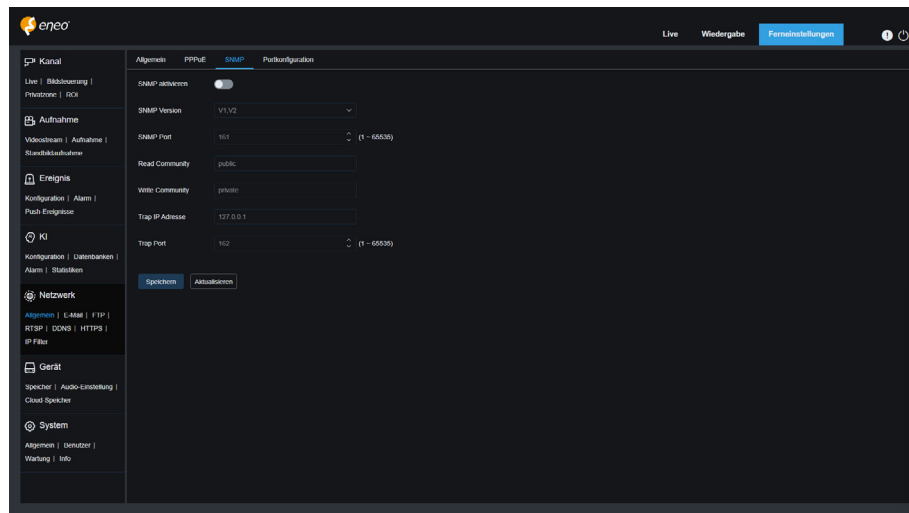 eneo
Live Wiedergabe Ferneinstellungen
Kanal
Live | Bildsteuerung |
Privatzone | ROI
Aufnahme
Videostream | Aufnahme |
Standbildaufnahme
Ereignis
Konfiguration | Alarm |
Push-Ereignisse
KI
Konfiguration | Datenbanken |
Alarm | Statistiken
Netzwerk
Allgemein | E-Mail | FTP |
RTSP | DDNS | HTTPS |
IP Filter
Gerät
Speicher | Audio-Einstellung |
Cloud-Speicher
System
Allgemein | Benutzer |
Wartung | Info
Allgemein PPPoE SNMP Portkonfiguration
SNMP aktivieren
SNMP Version V1,V2
SNMP Port 161 (1 ~ 65535)
Read Community public
Write Community private
Trap IP Adresse 127.0.0.1
Trap Port 162 (1 ~ 65535)
Speichern Aktualisieren